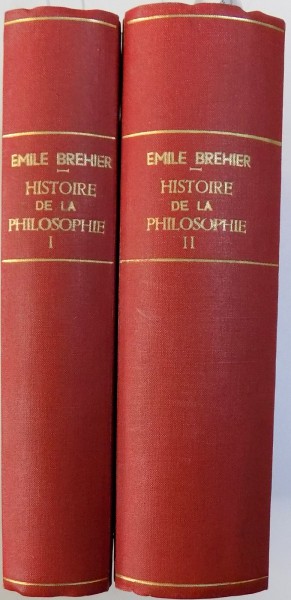 EMILE BREHIER
HISTOIRE
DE LA
PHILOSOPHIE
I
EMILE BREHIER
HISTOIRE
DE LA
PHILOSOPHIE
II